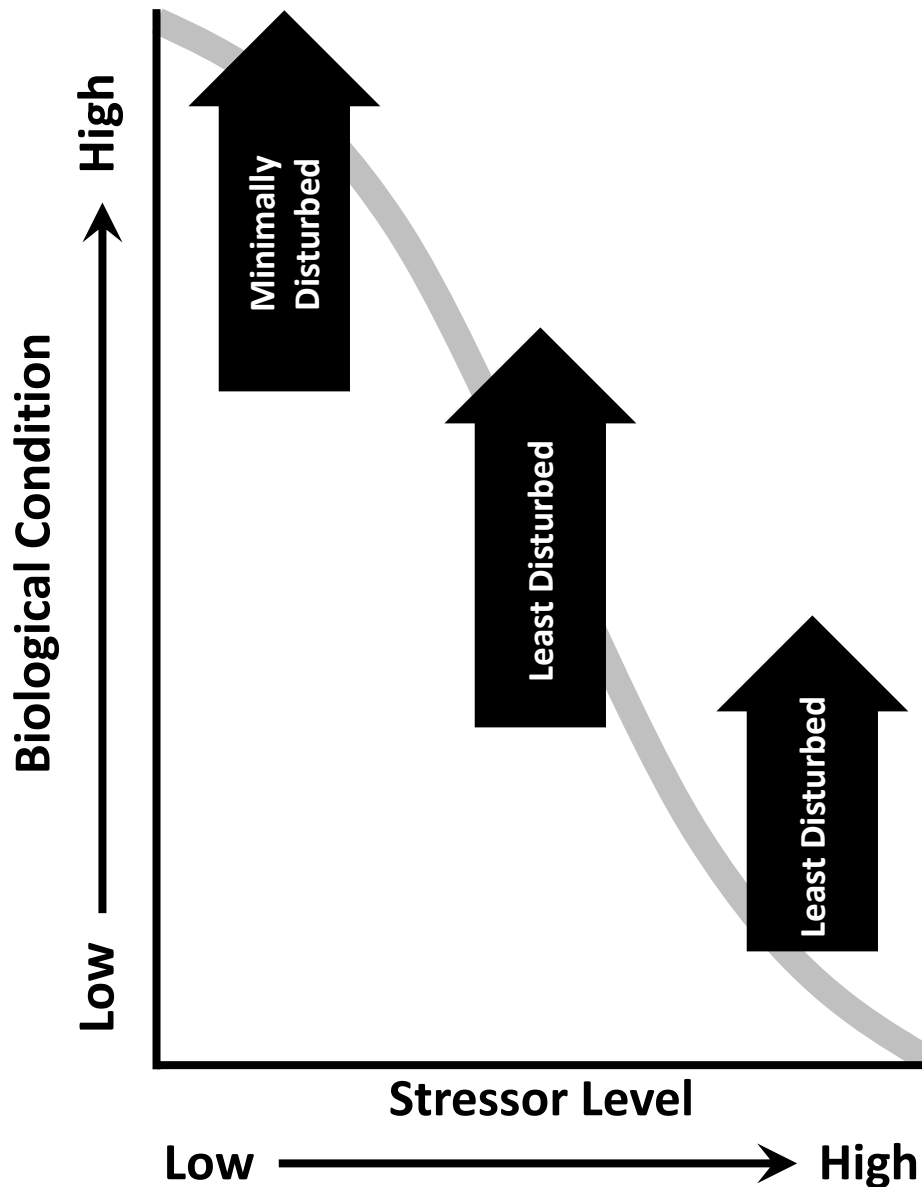 High
Biological Condition
Low
Minimally
Disturbed
Least Disturbed
Least Disturbed
Stressor Level
Low
High